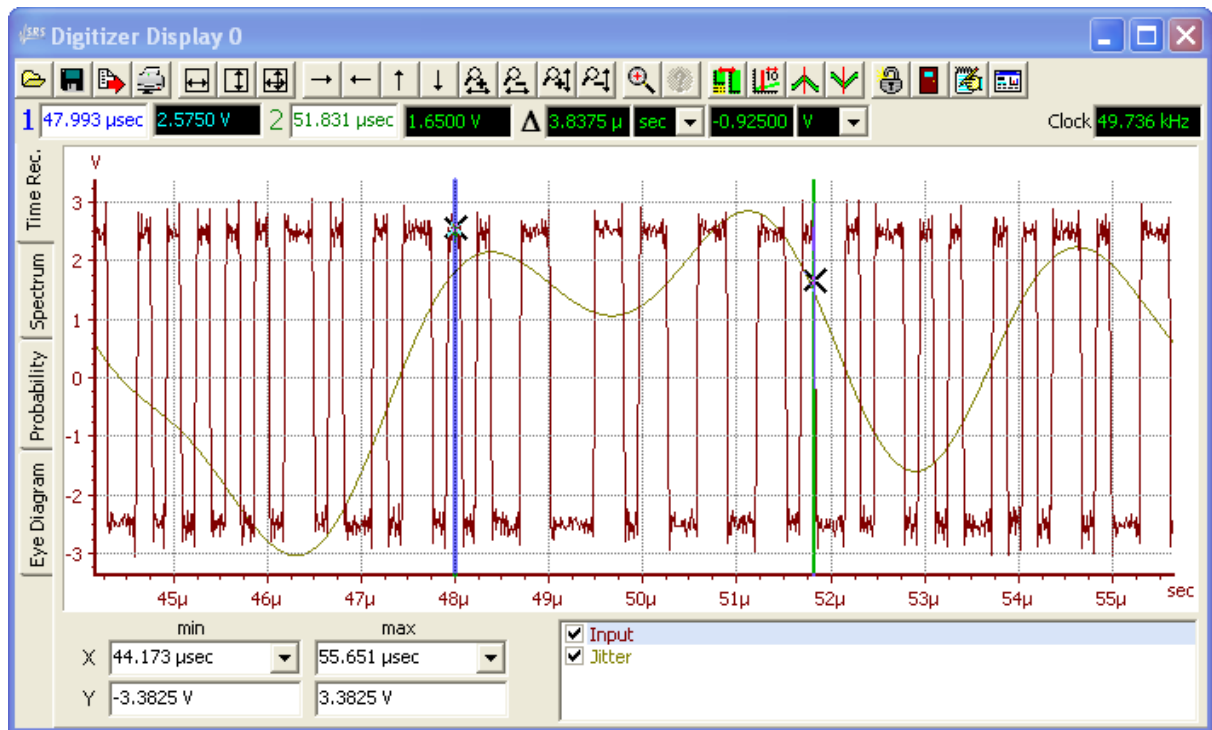 SRS Digitizer Display 0
10
1 47.993 µsec 2.5750 V 2 51.831 µsec 1.6500 V Δ 3.8375 µ sec -0.92500 V Clock 49.736 kHz
Time Rec.
Spectrum
Probability
Eye Diagram
V
3
2
1
0
-1
-2
-3
45µ 46µ 47µ 48µ 49µ 50µ 51µ 52µ 53µ 54µ 55µ sec
min max
X 44.173 µsec 55.651 µsec
Y -3.3825 V 3.3825 V
Input
Jitter